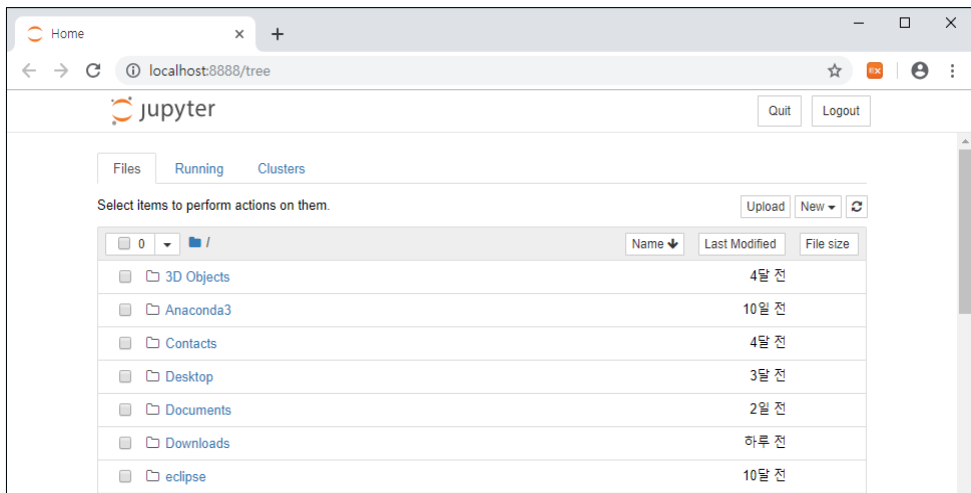 Home
localhost:8888/tree
jupyter
Quit Logout
Files Running Clusters
Select items to perform actions on them.
Upload New
0 / Name Last Modified File size
3D Objects 4달 전
Anaconda3 10일 전
Contacts 4달 전
Desktop 3달 전
Documents 2일 전
Downloads 하루 전
eclipse 10달 전